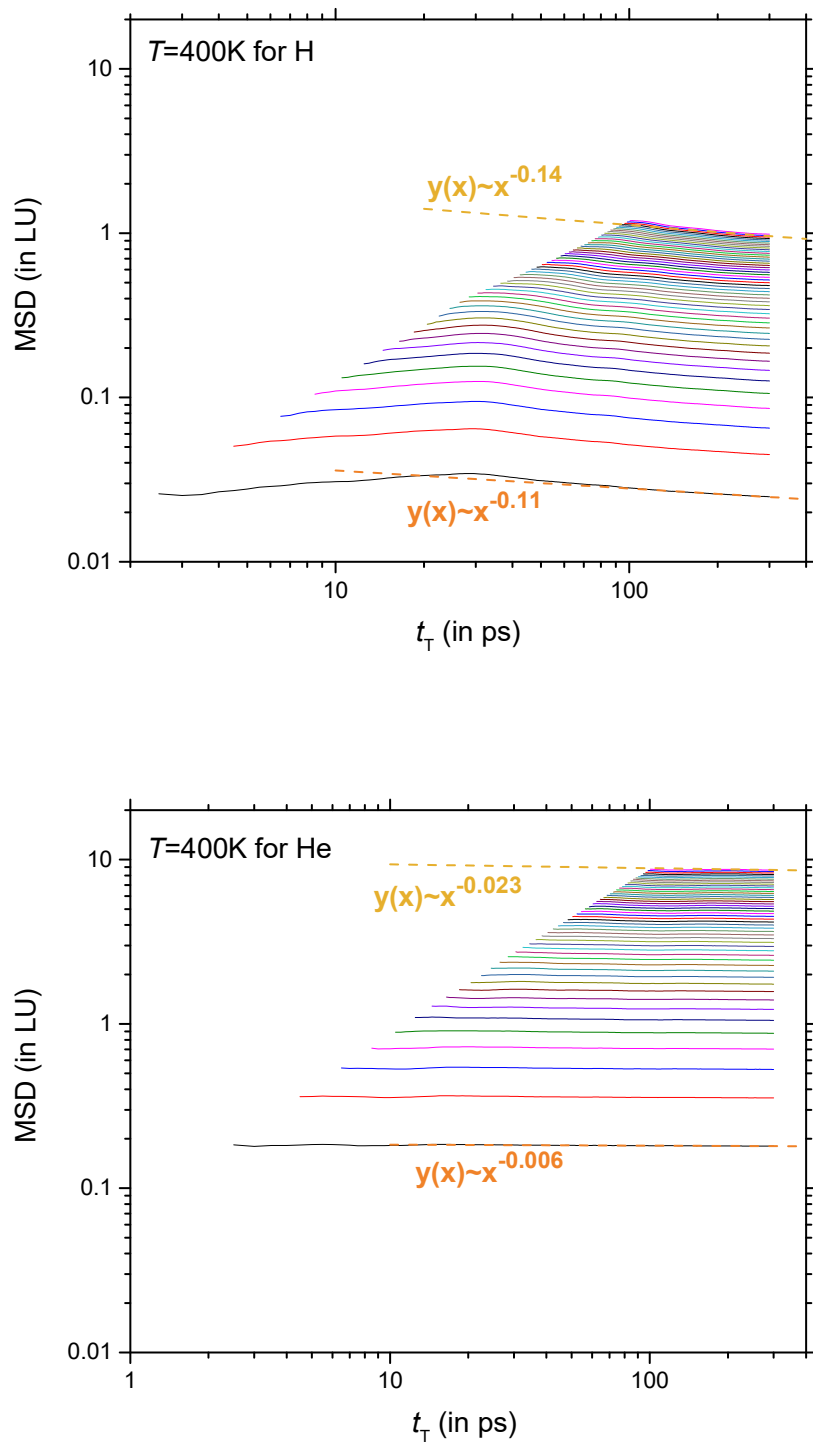 T=400K for H
10
y(x)~x^-0.14
1
MSD (in LU)
0.1
y(x)~x^-0.11
0.01
10
100
t_T (in ps)
T=400K for He
10
y(x)~x^-0.023
MSD (in LU)
1
y(x)~x^-0.006
0.1
0.01
1
10
100
t_T (in ps)